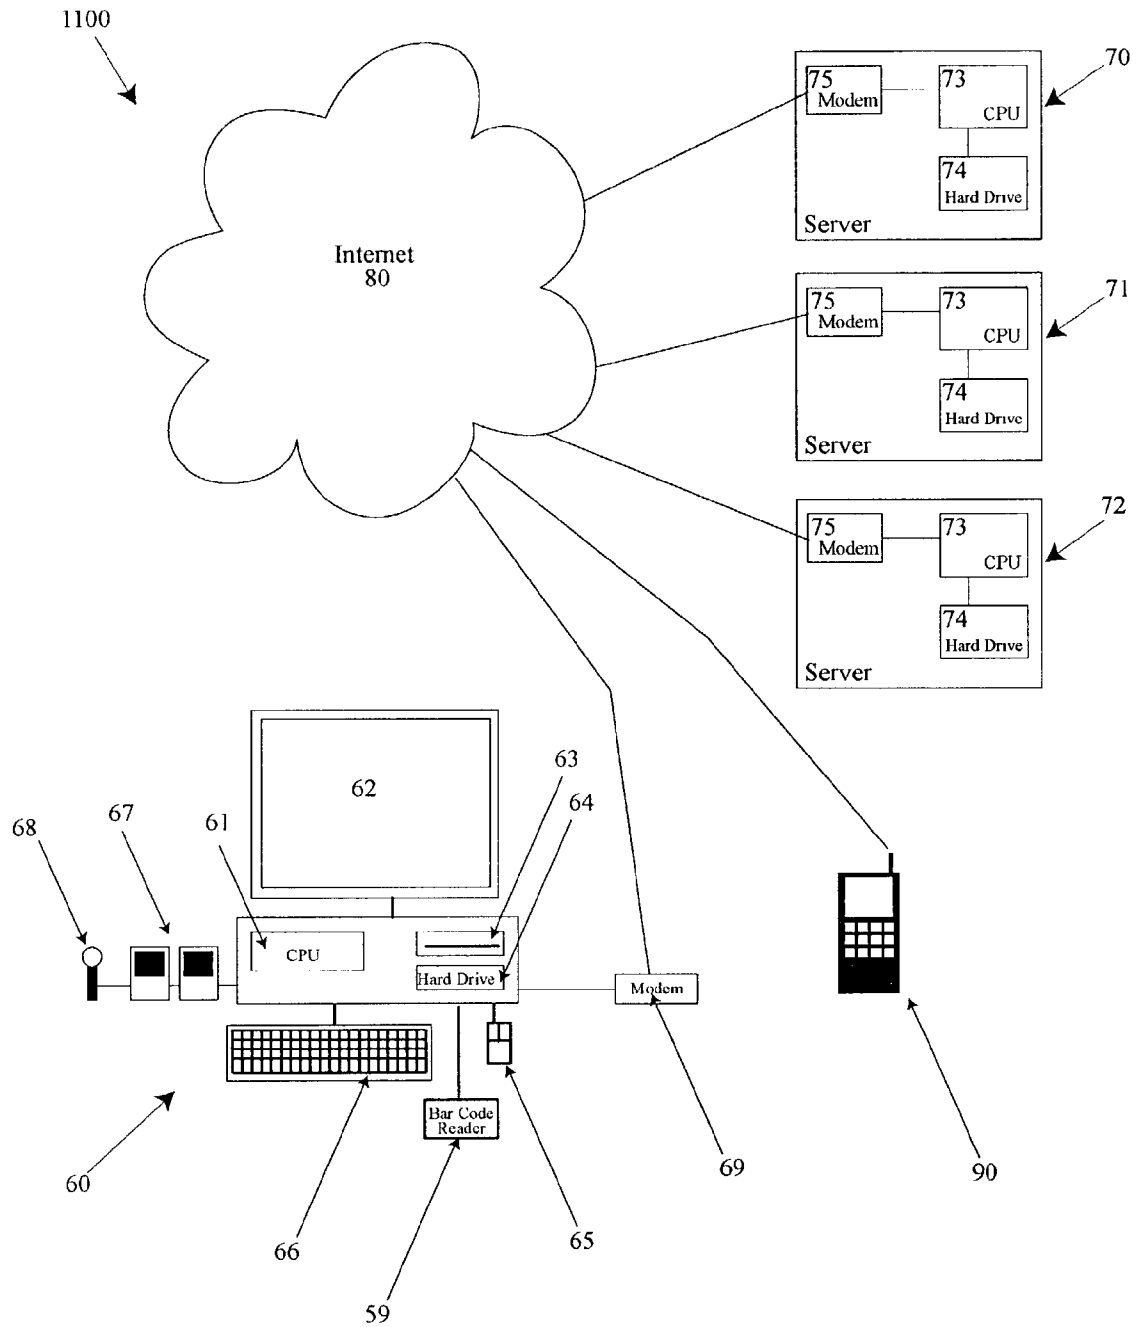 1100
70
75
Modem
73
CPU
74
Hard Drive
Server
Internet
80
71
75
Modem
73
CPU
74
Hard Drive
Server
72
75
Modem
73
CPU
74
Hard Drive
Server
62
63
64
67
68
61
CPU
Hard Drive
Modem
Bar Code
Reader
60
66
59
65
69
90